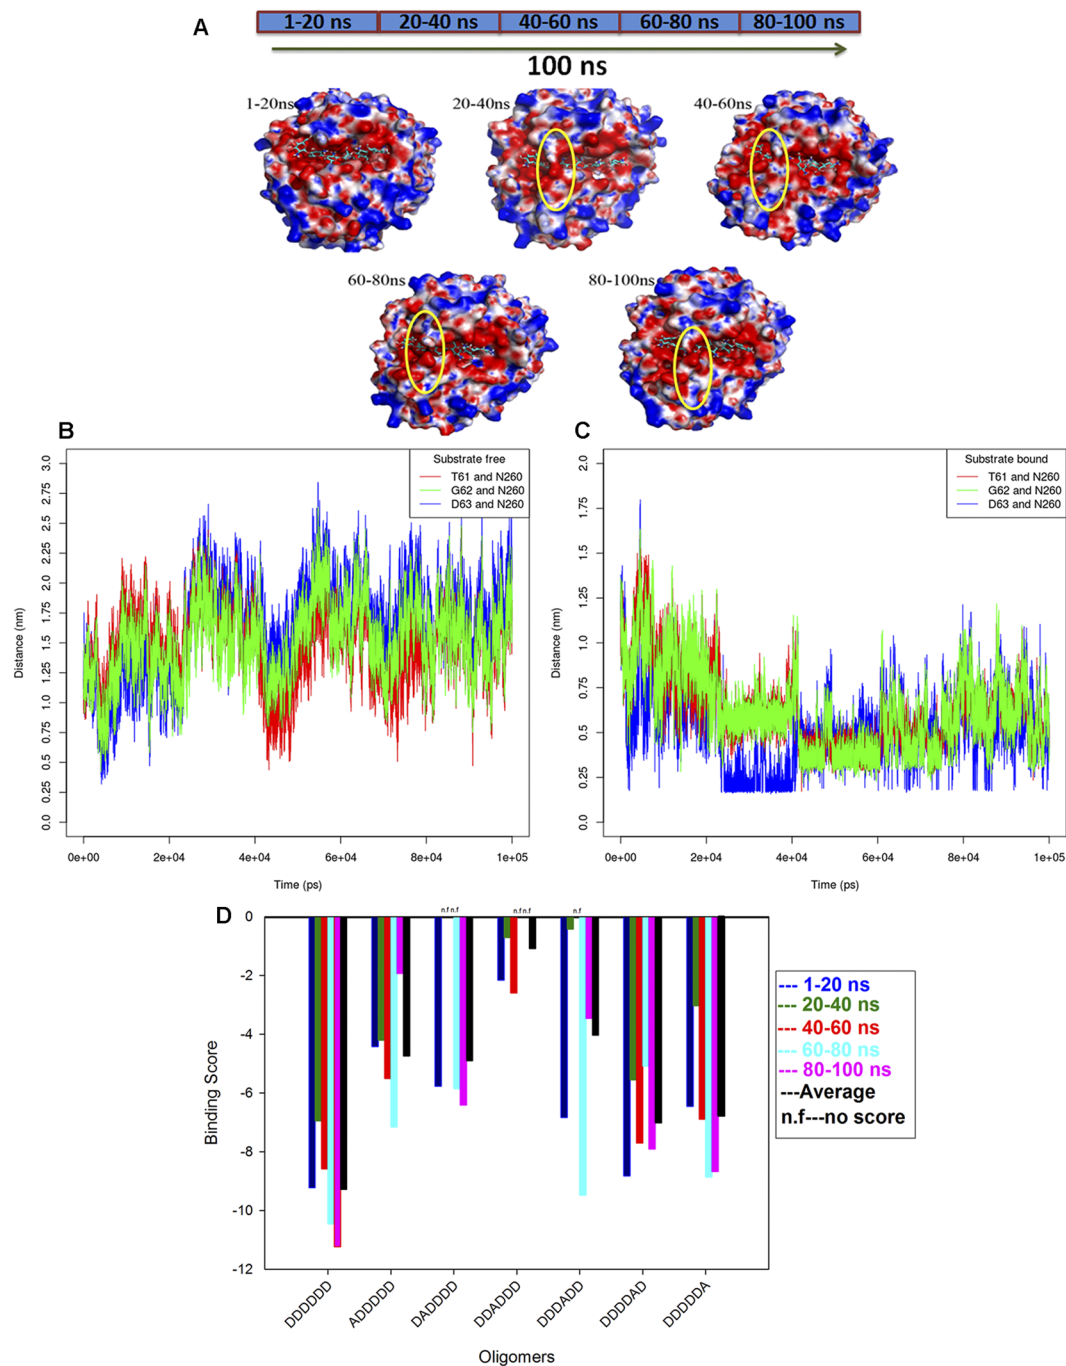 A
1-20 ns 20-40 ns 40-60 ns 60-80 ns 80-100 ns
100 ns
1-20ns
20-40ns
40-60ns
60-80ns
80-100ns
B
Substrate free
T61 and N260
G62 and N260
D63 and N260
Distance (nm)
0.0 0.25 0.5 0.75 1.0 1.25 1.5 1.75 2.0 2.25 2.5 2.75 3.0
0e+00 2e+04 4e+04 6e+04 8e+04 1e+05
Time (ps)
C
Substrate bound
T61 and N260
G62 and N260
D63 and N260
Distance (nm)
0.0 0.25 0.5 0.75 1.0 1.25 1.5 1.75 2.0
0e+00 2e+04 4e+04 6e+04 8e+04 1e+05
Time (ps)
D
n.f n.f
n.f n.f
n.f
Binding Score
0
-2
-4
-6
-8
-10
-12
DDDDDD
ADDDDD
DADDDD
DDADDD
DDDADD
DDDDAD
DDDDDA
Oligomers
--- 1-20 ns
--- 20-40 ns
--- 40-60 ns
--- 60-80 ns
--- 80-100 ns
---Average
n.f---no score